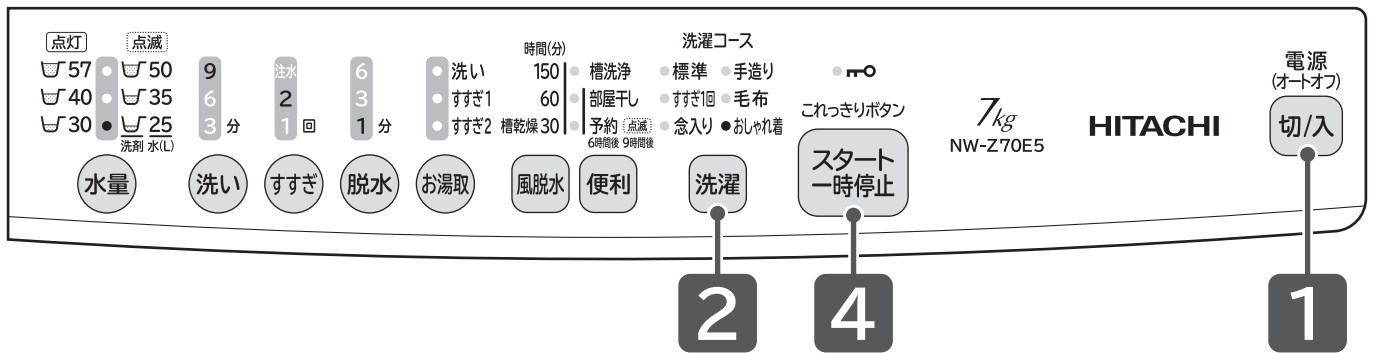 点灯 点滅
57 50
40 35
30 25
洗剤 水(L)
水量
9
6
3 分
洗い
注水
2
1 回
すすぎ
6
3
1 分
脱水
洗い
すすぎ1
すすぎ2
お湯取
時間(分)
150
60
槽乾燥 30
風脱水
槽洗浄
部屋干し
予約 点滅
6時間後 9時間後
便利
洗濯コース
標準 手造り
すすぎ1回 毛布
念入り おしゃれ着
洗濯
これっきりボタン
スタート
一時停止
7kg
NW-Z70E5
HITACHI
電源
(オートオフ)
切/入
2
4
1